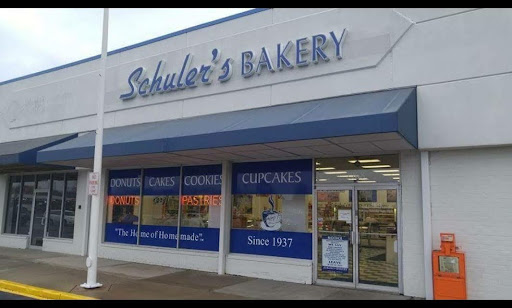 Schuler's BAKERY
DONUTS CAKES COOKIES CUPCAKES
DONUTS PASTRIES
"The Home of Homemade"
Since 1937